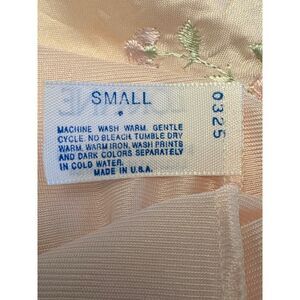 SMALL
MACHINE WASH WARM, GENTLE
CYCLE. NO BLEACH. TUMBLE DRY
WARM. WARM IRON. WASH PRINTS
AND DARK COLORS SEPARATELY
IN COLD WATER.
MADE IN U.S.A.
0325